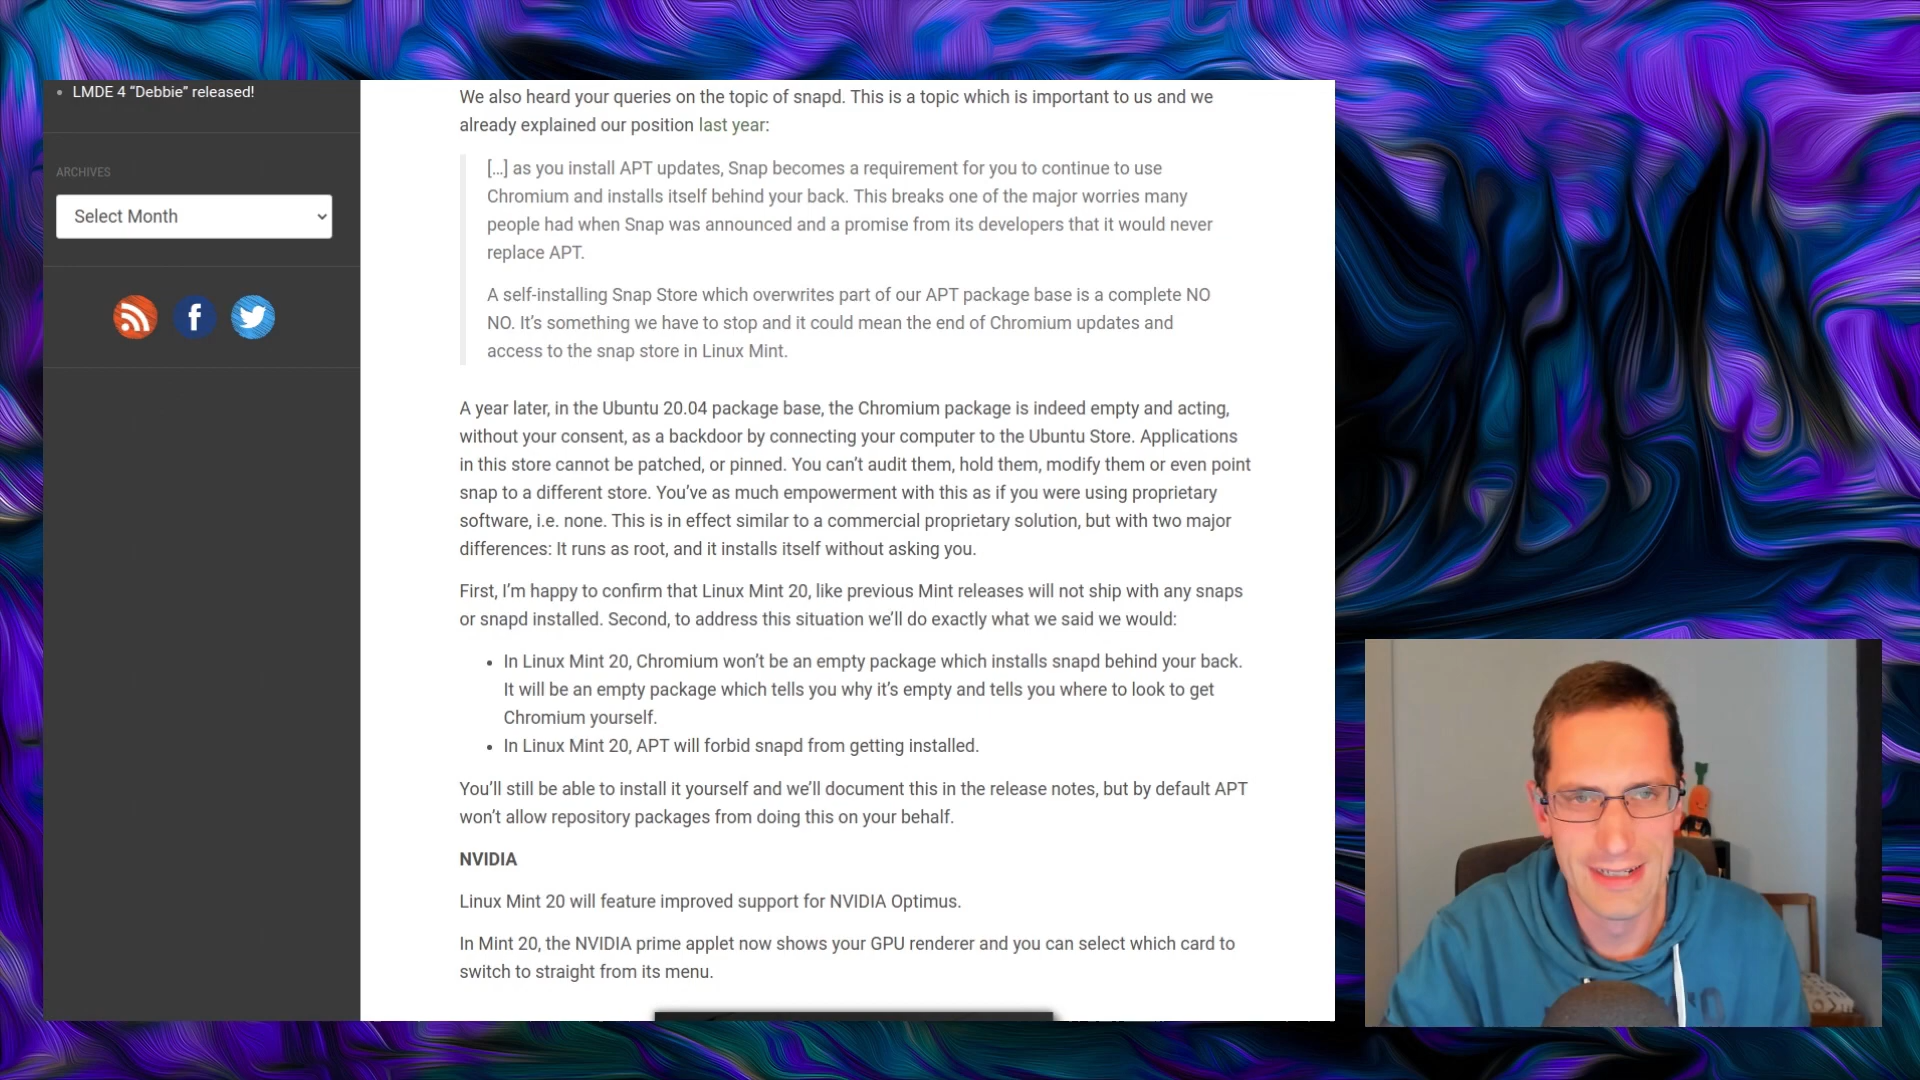 LMDE 4 “Debbie” released!
ARCHIVES
Select Month
We also heard your queries on the topic of snapd. This is a topic which is important to us and we
already explained our position last year:
[…] as you install APT updates, Snap becomes a requirement for you to continue to use
Chromium and installs itself behind your back. This breaks one of the major worries many
people had when Snap was announced and a promise from its developers that it would never
replace APT.
A self-installing Snap Store which overwrites part of our APT package base is a complete NO
NO. It’s something we have to stop and it could mean the end of Chromium updates and
access to the snap store in Linux Mint.
A year later, in the Ubuntu 20.04 package base, the Chromium package is indeed empty and acting,
without your consent, as a backdoor by connecting your computer to the Ubuntu Store. Applications
in this store cannot be patched, or pinned. You can’t audit them, hold them, modify them or even point
snap to a different store. You’ve as much empowerment with this as if you were using proprietary
software, i.e. none. This is in effect similar to a commercial proprietary solution, but with two major
differences: It runs as root, and it installs itself without asking you.
First, I’m happy to confirm that Linux Mint 20, like previous Mint releases will not ship with any snaps
or snapd installed. Second, to address this situation we’ll do exactly what we said we would:
In Linux Mint 20, Chromium won’t be an empty package which installs snapd behind your back.
It will be an empty package which tells you why it’s empty and tells you where to look to get
Chromium yourself.
In Linux Mint 20, APT will forbid snapd from getting installed.
You’ll still be able to install it yourself and we’ll document this in the release notes, but by default APT
won’t allow repository packages from doing this on your behalf.
NVIDIA
Linux Mint 20 will feature improved support for NVIDIA Optimus.
In Mint 20, the NVIDIA prime applet now shows your GPU renderer and you can select which card to
switch to straight from its menu.